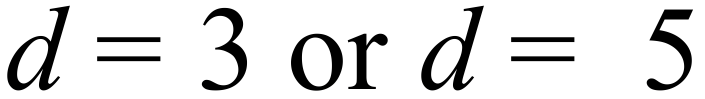 d = 3 or d = 5